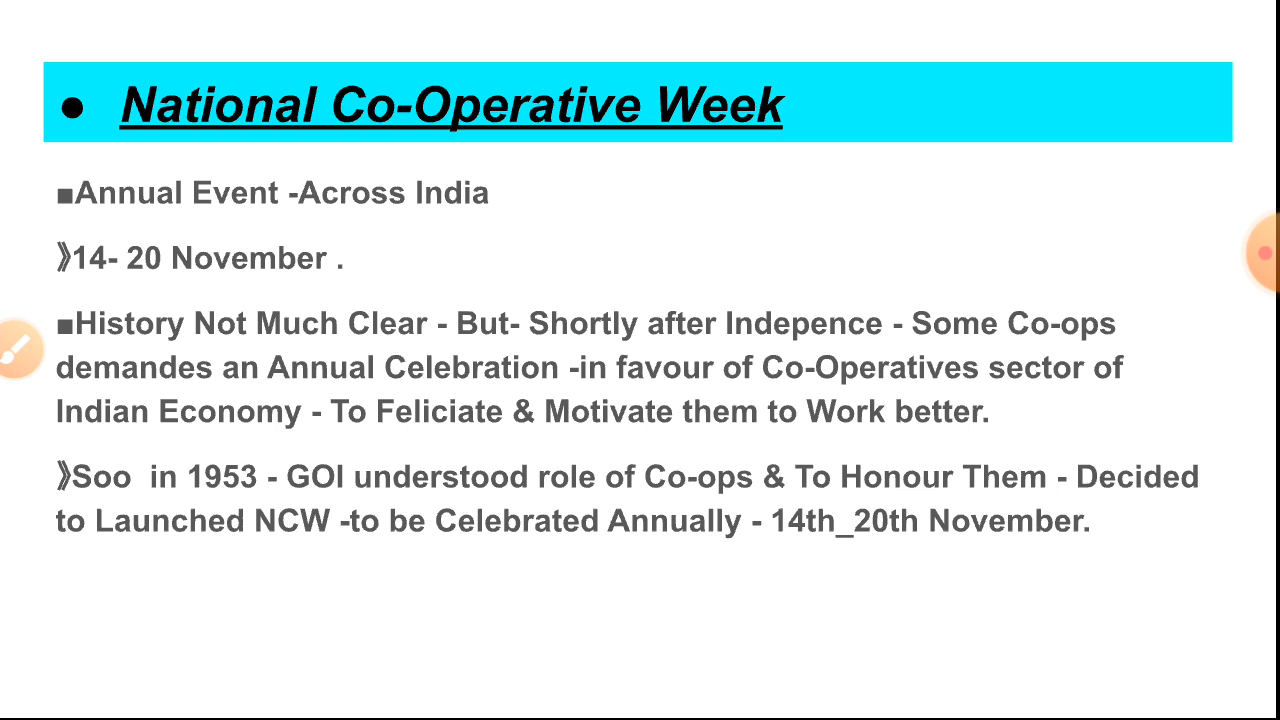 ● National Co-Operative Week
■Annual Event -Across India
》14- 20 November .
■History Not Much Clear - But- Shortly after Indepence - Some Co-ops
demandes an Annual Celebration -in favour of Co-Operatives sector of
Indian Economy - To Feliciate & Motivate them to Work better.
》Soo  in 1953 - GOI understood role of Co-ops & To Honour Them - Decided
to Launched NCW -to be Celebrated Annually - 14th_20th November.